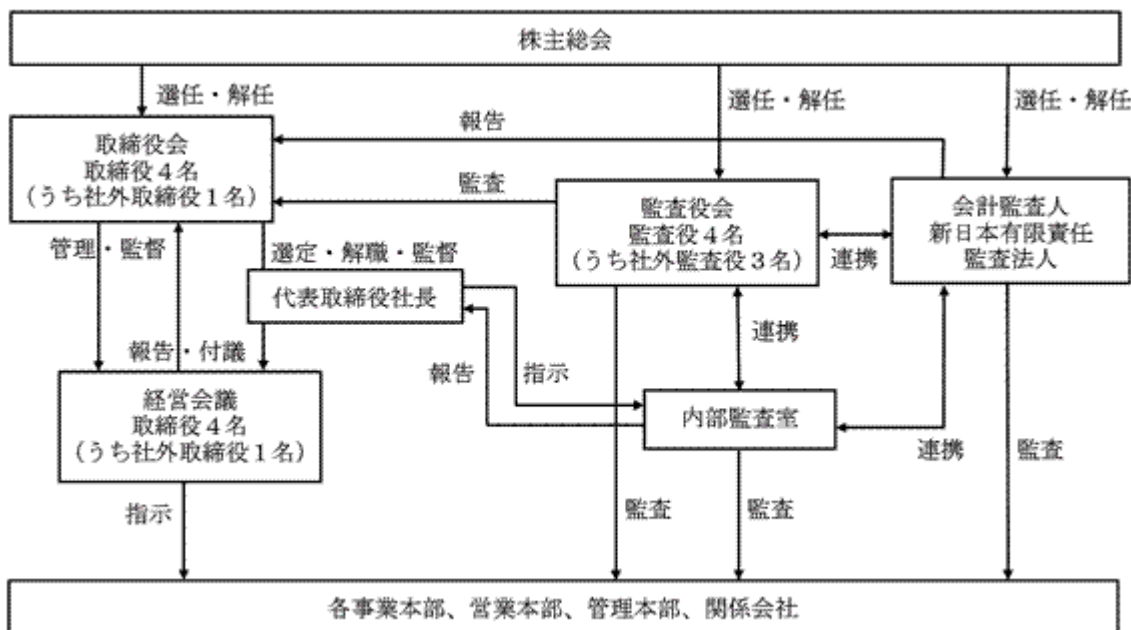 株主総会
選任・解任
選任・解任
選任・解任
報告
取締役会
取締役4名
(うち社外取締役1名)
監査
監査役会
監査役4名
(うち社外監査役3名)
会計監査人
新日本有限責任
監査法人
連携
管理・監督
選定・解職・監督
代表取締役社長
連携
報告・付議
報告
指示
経営会議
取締役4名
(うち社外取締役1名)
内部監査室
連携
監査
指示
監査
監査
各事業本部、営業本部、管理本部、関係会社